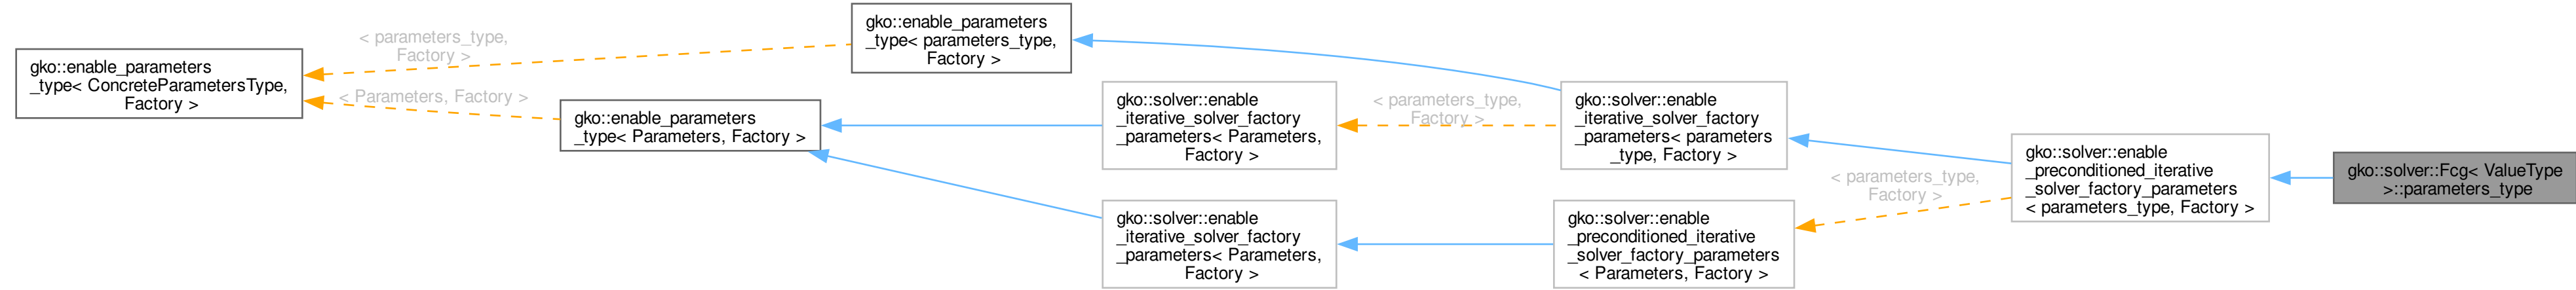 gko::enable_parameters
_type< ConcreteParametersType,
Factory >
< parameters_type,
Factory >
< Parameters, Factory >
gko::enable_parameters
_type< parameters_type,
Factory >
gko::enable_parameters
_type< Parameters, Factory >
gko::solver::enable
_iterative_solver_factory
_parameters< Parameters,
Factory >
gko::solver::enable
_iterative_solver_factory
_parameters< Parameters,
Factory >
< parameters_type,
Factory >
gko::solver::enable
_iterative_solver_factory
_parameters< parameters
_type, Factory >
gko::solver::enable
_preconditioned_iterative
_solver_factory_parameters
< Parameters, Factory >
< parameters_type,
Factory >
gko::solver::enable
_preconditioned_iterative
_solver_factory_parameters
< parameters_type, Factory >
gko::solver::Fcg< ValueType
>::parameters_type